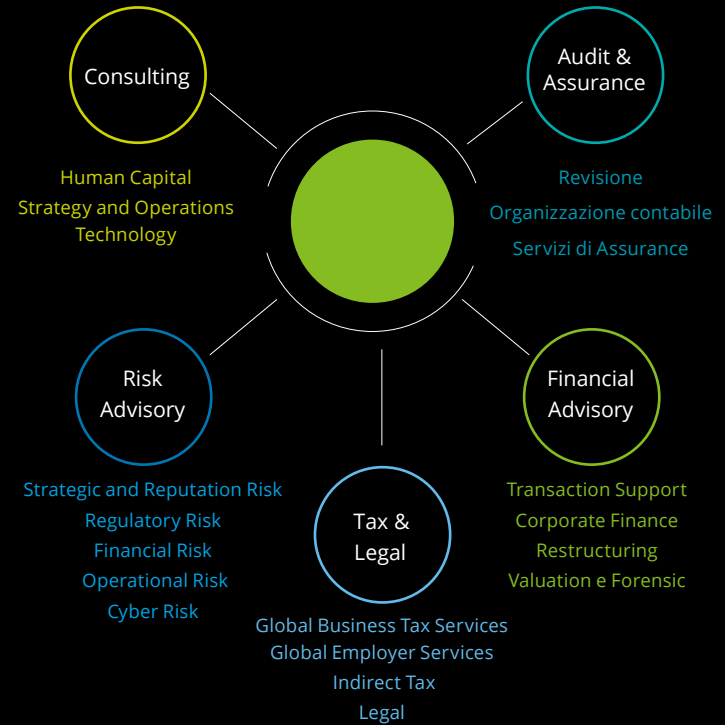 Consulting
Human Capital
Strategy and Operations
Technology
Audit &
Assurance
Revisione
Organizzazione contabile
Servizi di Assurance
Risk
Advisory
Strategic and Reputation Risk
Regulatory Risk
Financial Risk
Operational Risk
Cyber Risk
Tax &
Legal
Global Business Tax Services
Global Employer Services
Indirect Tax
Legal
Financial
Advisory
Transaction Support
Corporate Finance
Restructuring
Valuation e Forensic